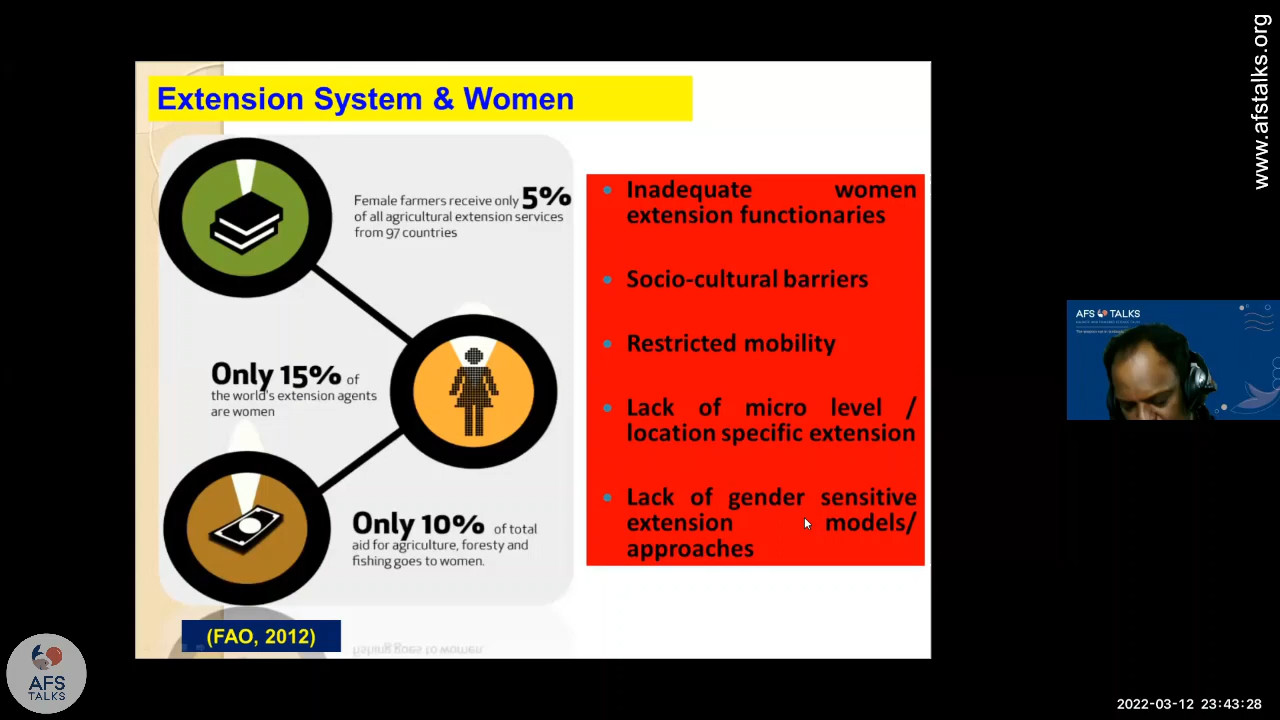 www.afstalks.org
Extension System & Women
Female farmers receive only 5%
of all agricultural extension services
from 97 countries
Only 15% of
the world's extension agents
are women
Only 10% of total
aid for agriculture, foresty and
fishing goes to women.
(FAO, 2012)
fishing goes to women.
• Inadequate women
extension functionaries
• Socio-cultural barriers
• Restricted mobility
• Lack of micro level /
location specific extension
• Lack of gender sensitive
extension models/
approaches
AFS TALKS
AFS
TALKS
2022-03-12 23:43:28